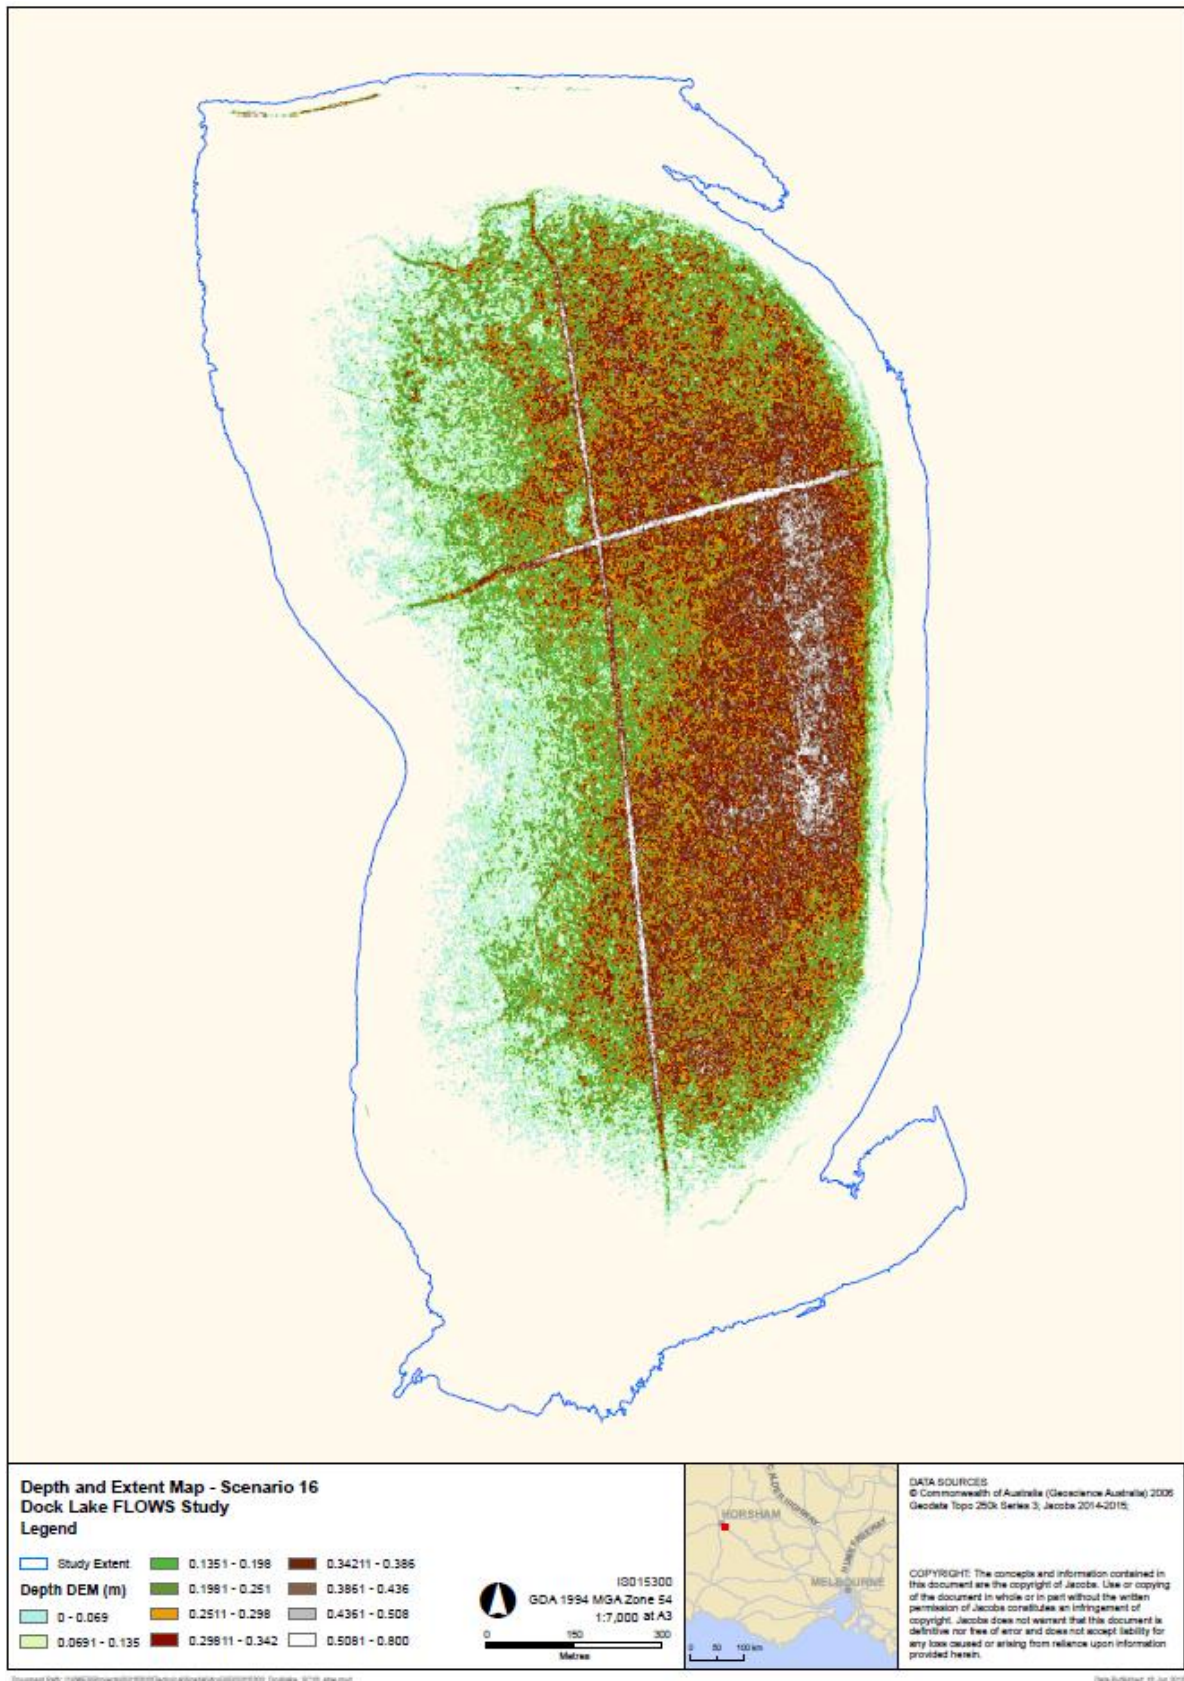 Depth and Extent Map - Scenario 16
Dock Lake FLOWS Study
Legend
Study Extent
Depth DEM (m)
0 - 0.069
0.0691 - 0.135
0.1351 - 0.198
0.1981 - 0.251
0.2511 - 0.298
0.29811 - 0.342
0.34211 - 0.386
0.3861 - 0.436
0.4361 - 0.508
0.5081 - 0.800
IS015300
GDA 1994 MGA Zone 54
1:7,000 at A3
0 150 300
Metres
CALDER HIGHWAY
HORSHAM
HUME FREEWAY
MELBOURNE
0 50 100 km
DATA SOURCES
© Commonwealth of Australia (Geoscience Australia) 2006
Geodata Topo 250k Series 3; Jacobs 2014-2015;
COPYRIGHT: The concepts and information contained in
this document are the copyright of Jacobs. Use or copying
of the document in whole or in part without the written
permission of Jacobs constitutes an infringement of
copyright. Jacobs does not warrant that this document is
definitive nor free of error and does not accept liability for
any loss caused or arising from reliance upon information
provided herein.